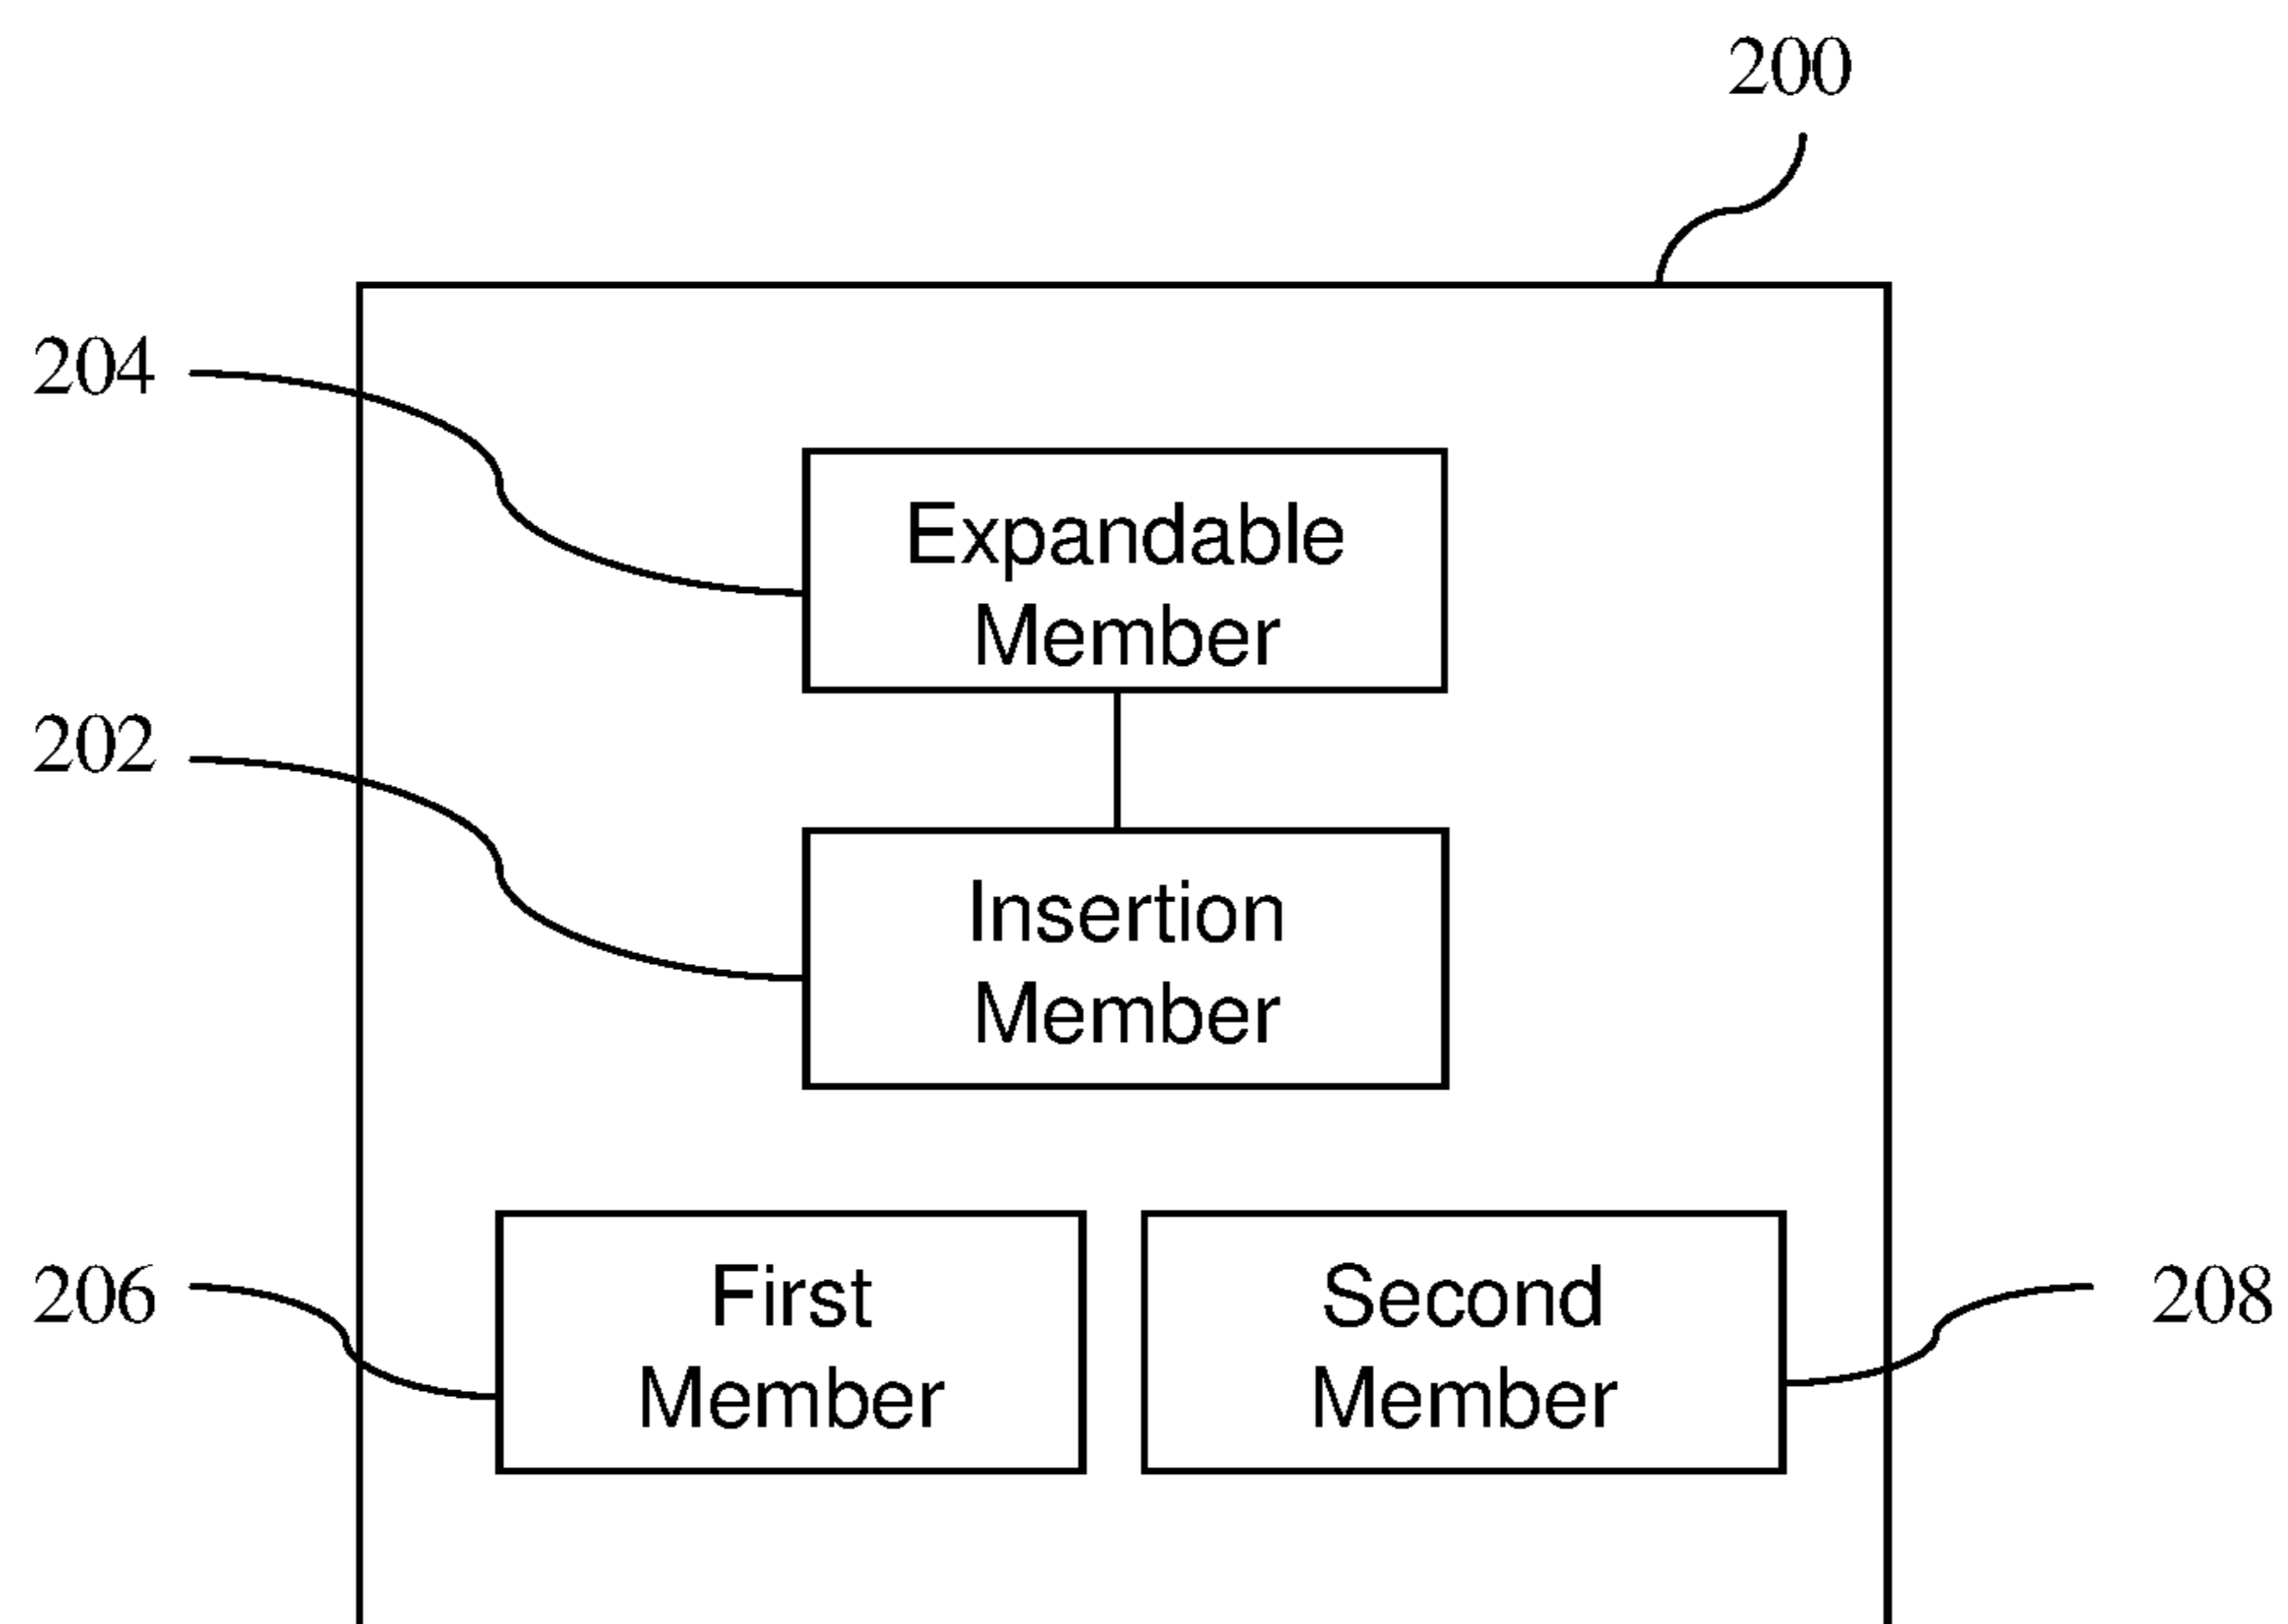 200
204
Expandable
Member
202
Insertion
Member
206
First
Member
Second
Member
208